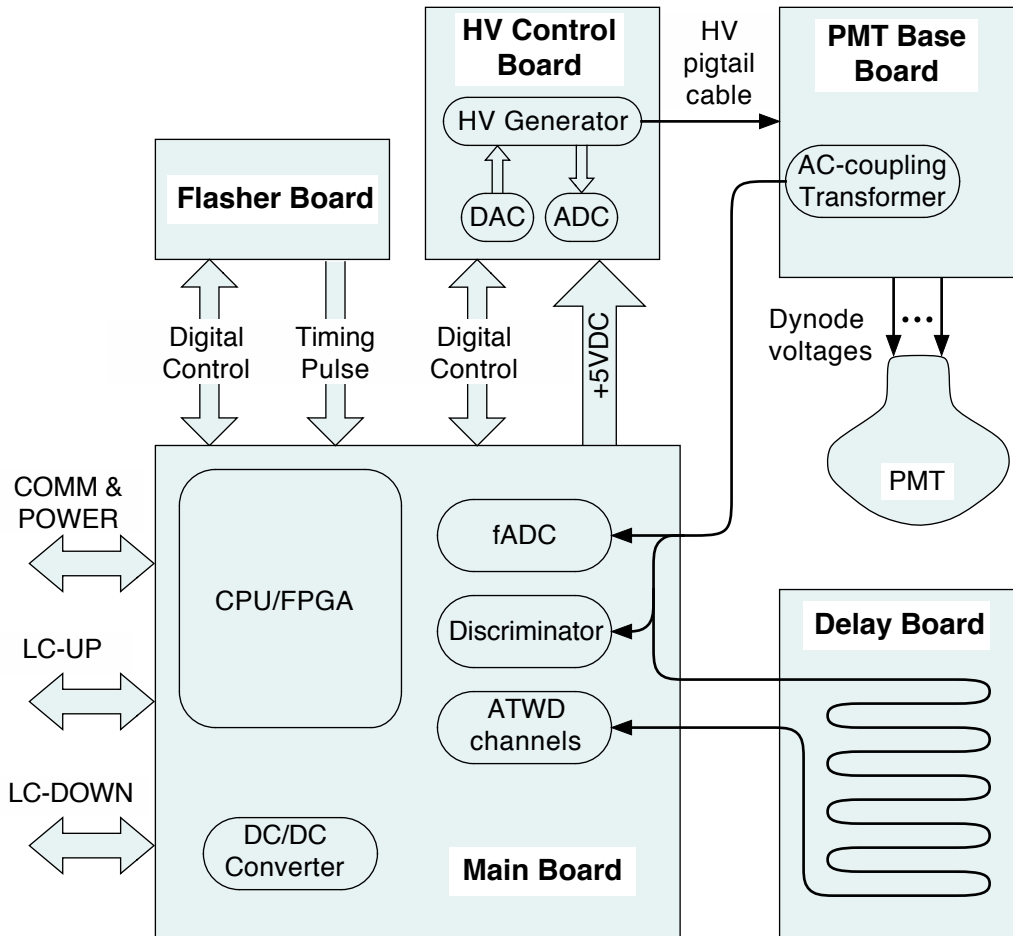 HV Control
Board
HV Generator
DAC
ADC
HV
pigtail
cable
PMT Base
Board
AC-coupling
Transformer
Flasher Board
Digital
Control
Timing
Pulse
Digital
Control
+5VDC
Dynode
voltages
•••
PMT
COMM &
POWER
LC-UP
LC-DOWN
CPU/FPGA
fADC
Discriminator
ATWD
channels
DC/DC
Converter
Main Board
Delay Board